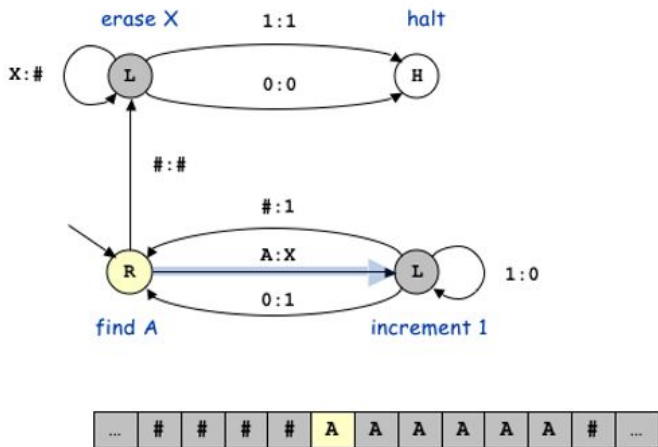 erase X 1:1 halt
X:# L H
0:0
#:#
#:1
A:X
R L 1:0
0:1
find A increment 1
... # # # # A A A A A A # ...